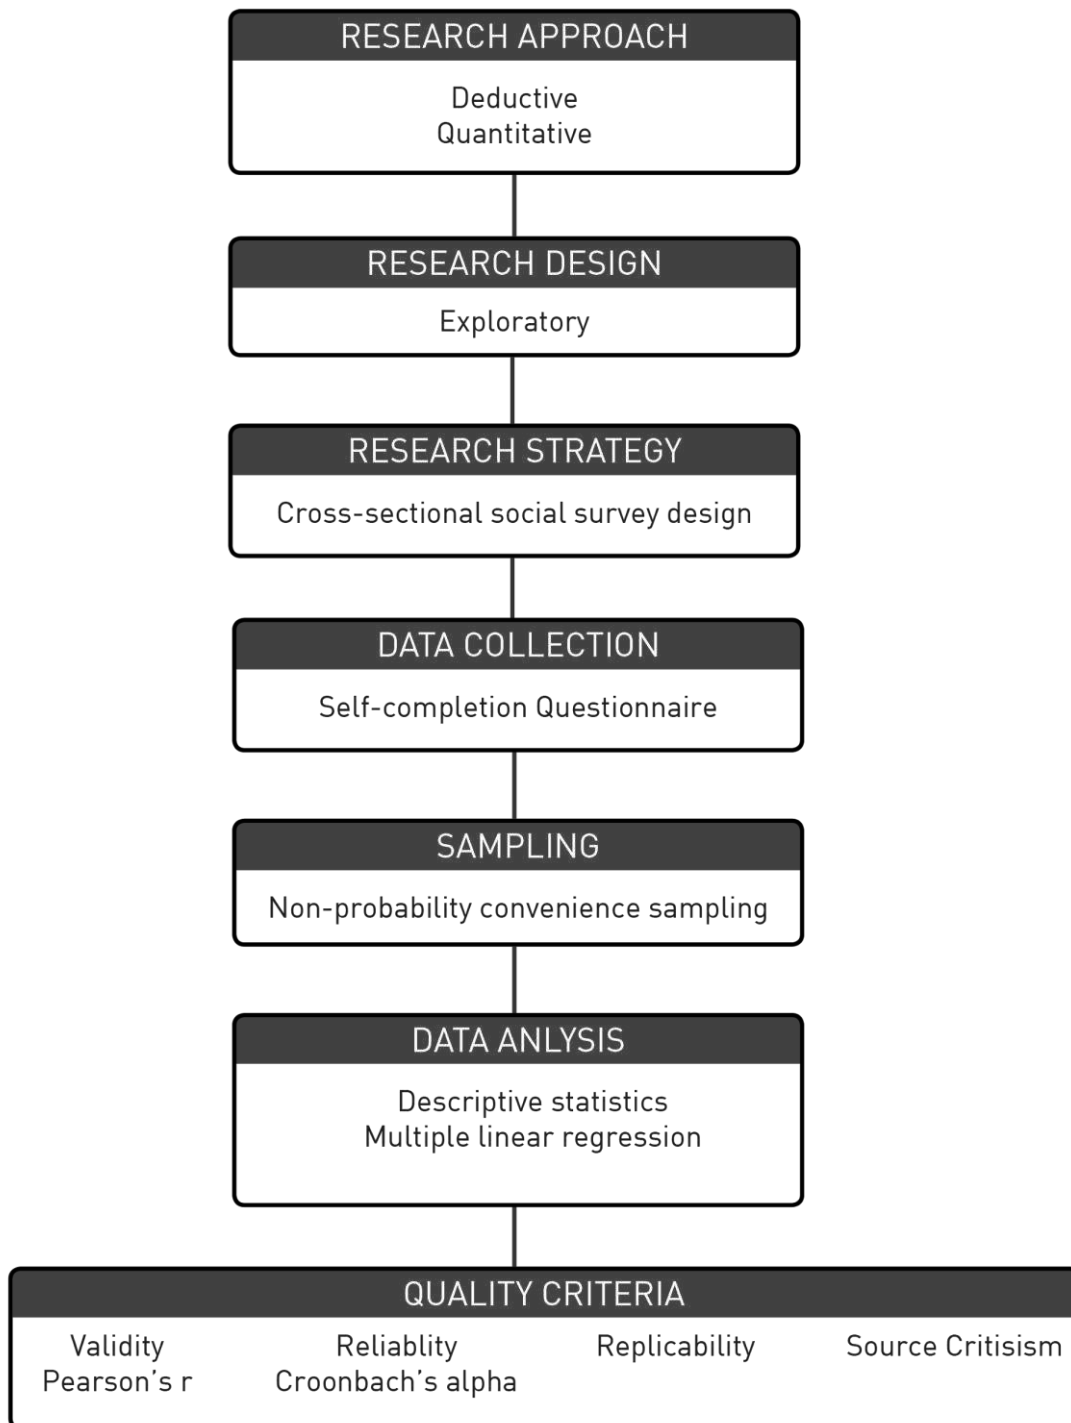 RESEARCH APPROACH
Deductive
Quantitative
RESEARCH DESIGN
Exploratory
RESEARCH STRATEGY
Cross-sectional social survey design
DATA COLLECTION
Self-completion Questionnaire
SAMPLING
Non-probability convenience sampling
DATA ANLYSIS
Descriptive statistics
Multiple linear regression
QUALITY CRITERIA
Validity Reliablity Replicability Source Critisism
Pearson's r Croonbach's alpha